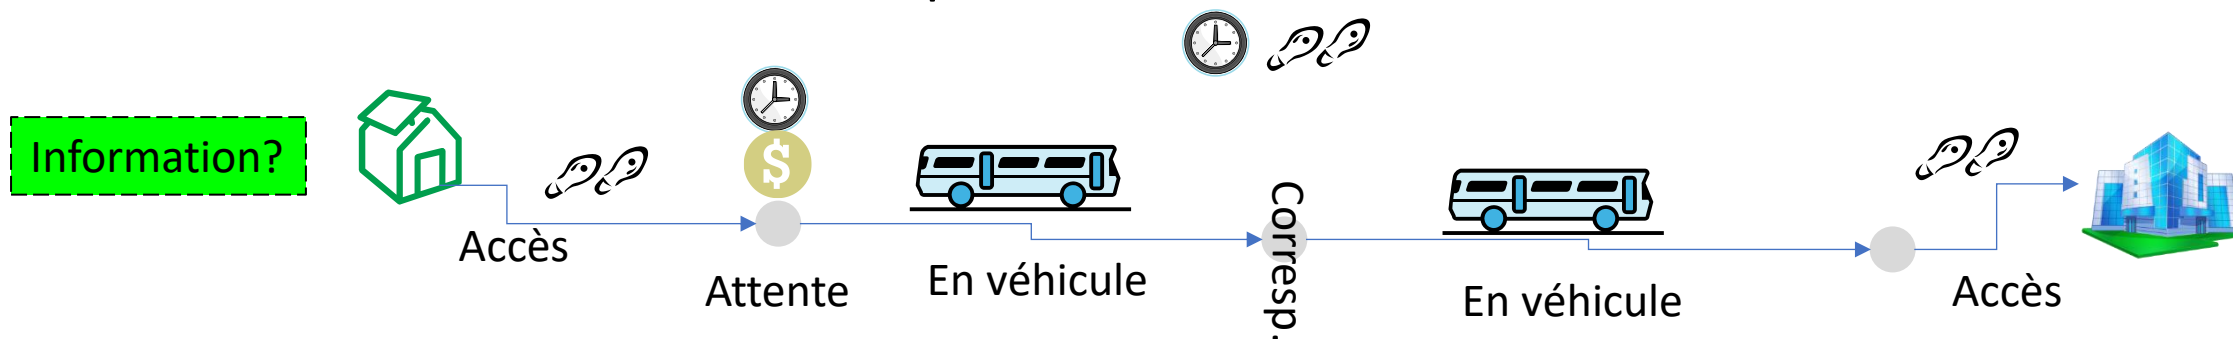 Information?
Accès
$
Attente
En véhicule
Corresp.
En véhicule
Accès